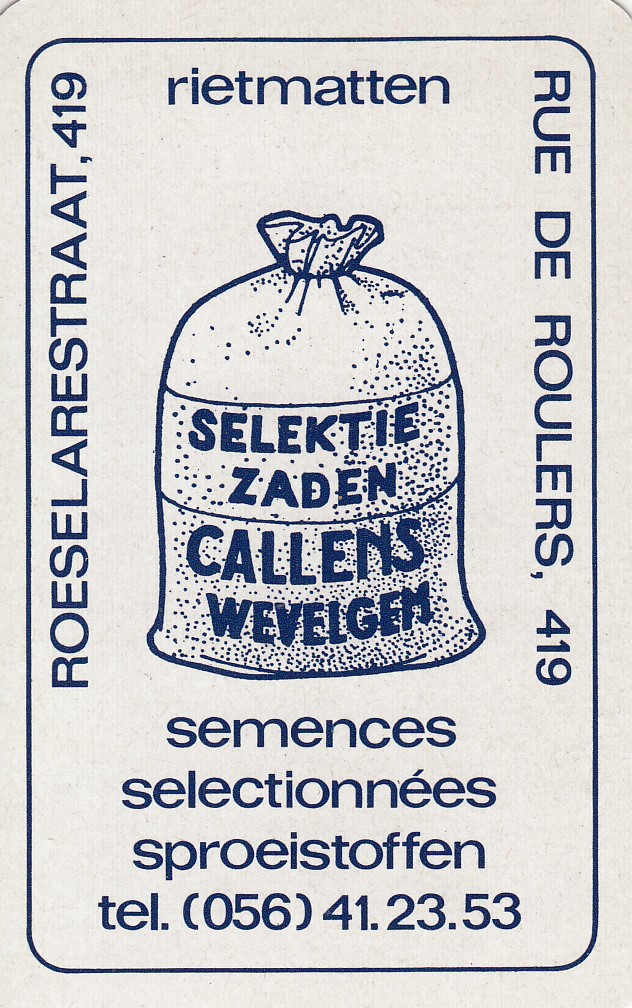 rietmatten
ROESELARESTRAAT, 419
RUE DE ROULERS, 419
SELEKTIE
ZADEN
CALLENS
WEVELGEM
semences
selectionnées
sproeistoffen
tel. (056) 41.23.53